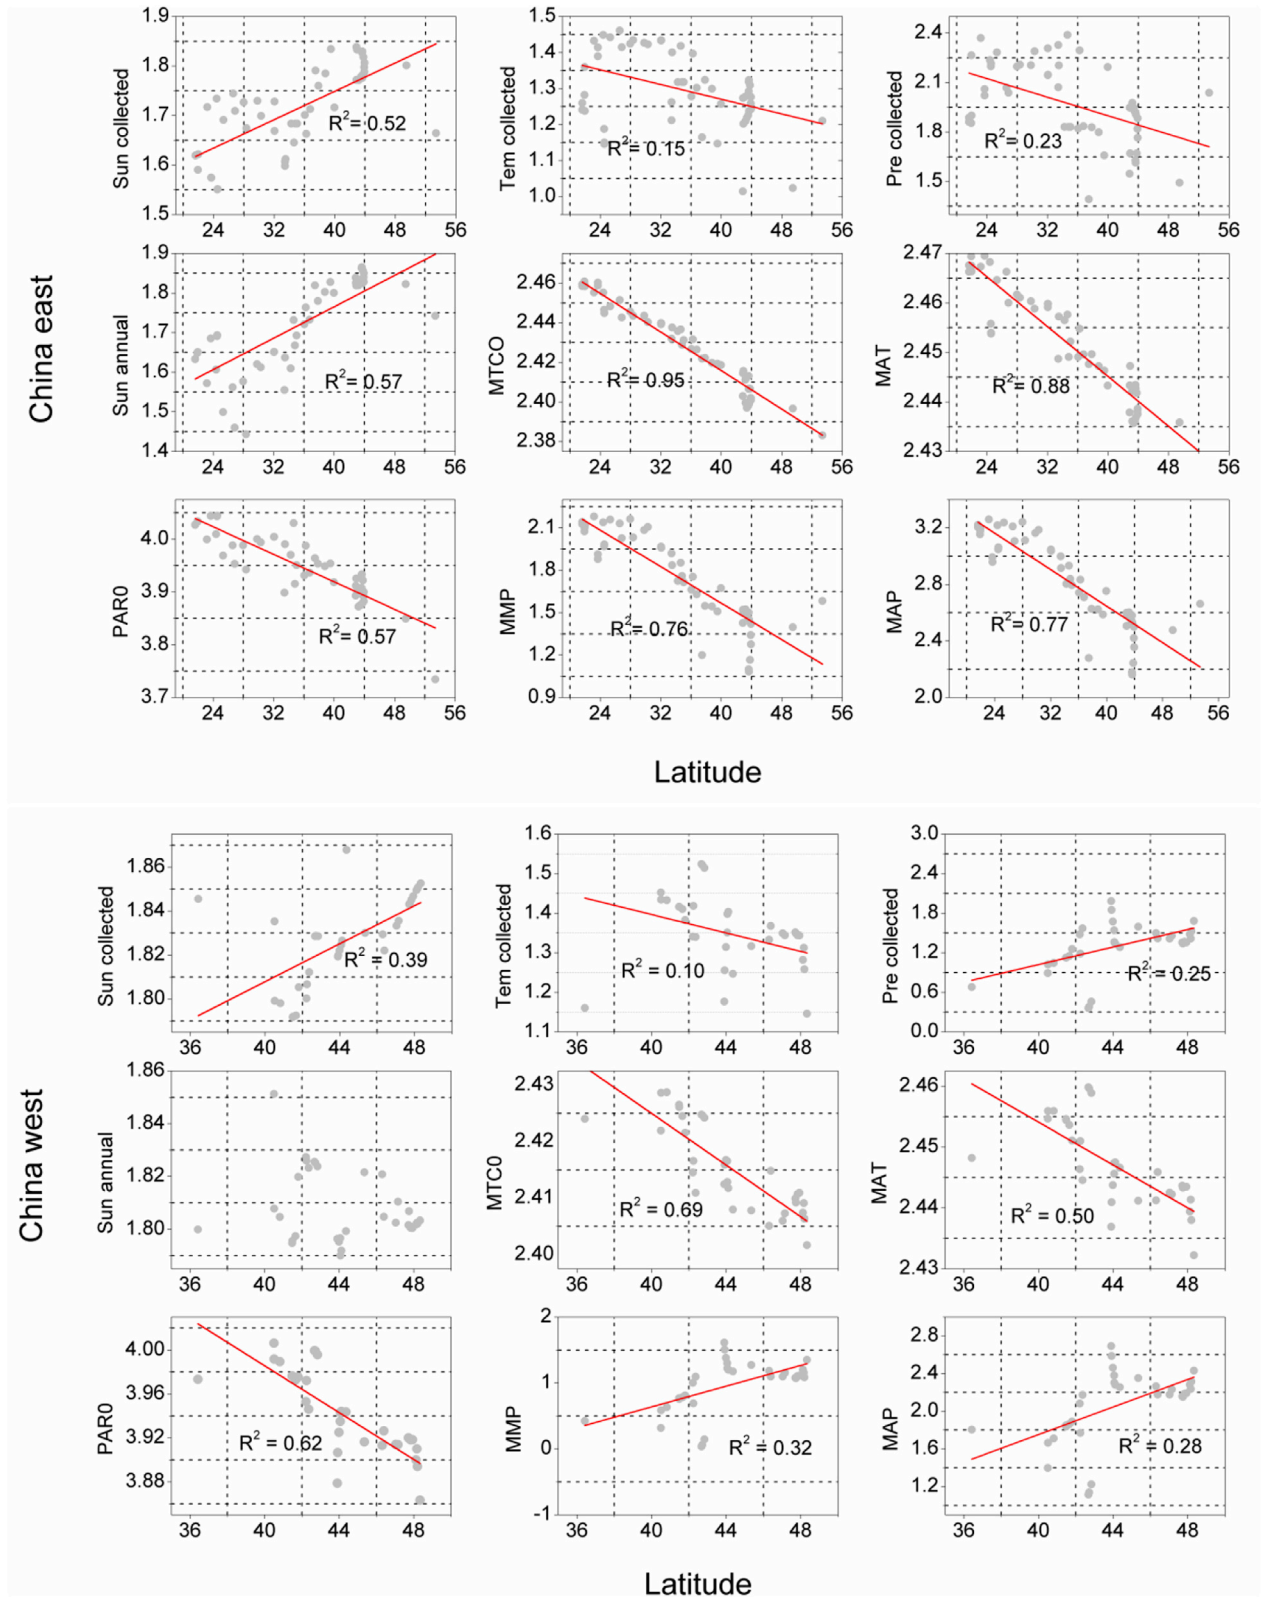 China east
Sun collected
1.9
1.8
1.7
1.6
1.5
R²= 0.52
24 32 40 48 56
Tem collected
1.5
1.4
1.3
1.2
1.1
1.0
R²= 0.15
24 32 40 48 56
Pre collected
2.4
2.1
1.8
1.5
R²= 0.23
24 32 40 48 56
Sun annual
1.9
1.8
1.7
1.6
1.5
1.4
R²= 0.57
24 32 40 48 56
MTCO
2.46
2.44
2.42
2.40
2.38
R²= 0.95
24 32 40 48 56
MAT
2.47
2.46
2.45
2.44
2.43
R²= 0.88
24 32 40 48 56
PAR0
4.0
3.9
3.8
3.7
R²= 0.57
24 32 40 48 56
MMP
2.1
1.8
1.5
1.2
0.9
R²= 0.76
24 32 40 48 56
MAP
3.2
2.8
2.4
2.0
R²= 0.77
24 32 40 48 56
Latitude
China west
Sun collected
1.86
1.84
1.82
1.80
R² = 0.39
36 40 44 48
Tem collected
1.6
1.5
1.4
1.3
1.2
1.1
R² = 0.10
36 40 44 48
Pre collected
3.0
2.4
1.8
1.2
0.6
0.0
R² = 0.25
36 40 44 48
Sun annual
1.86
1.84
1.82
1.80
36 40 44 48
MTC0
2.43
2.42
2.41
2.40
R² = 0.69
36 40 44 48
MAT
2.46
2.45
2.44
2.43
R² = 0.50
36 40 44 48
PAR0
4.00
3.96
3.92
3.88
R² = 0.62
36 40 44 48
MMP
2
1
0
-1
R² = 0.32
36 40 44 48
MAP
2.8
2.4
2.0
1.6
1.2
R² = 0.28
36 40 44 48
Latitude